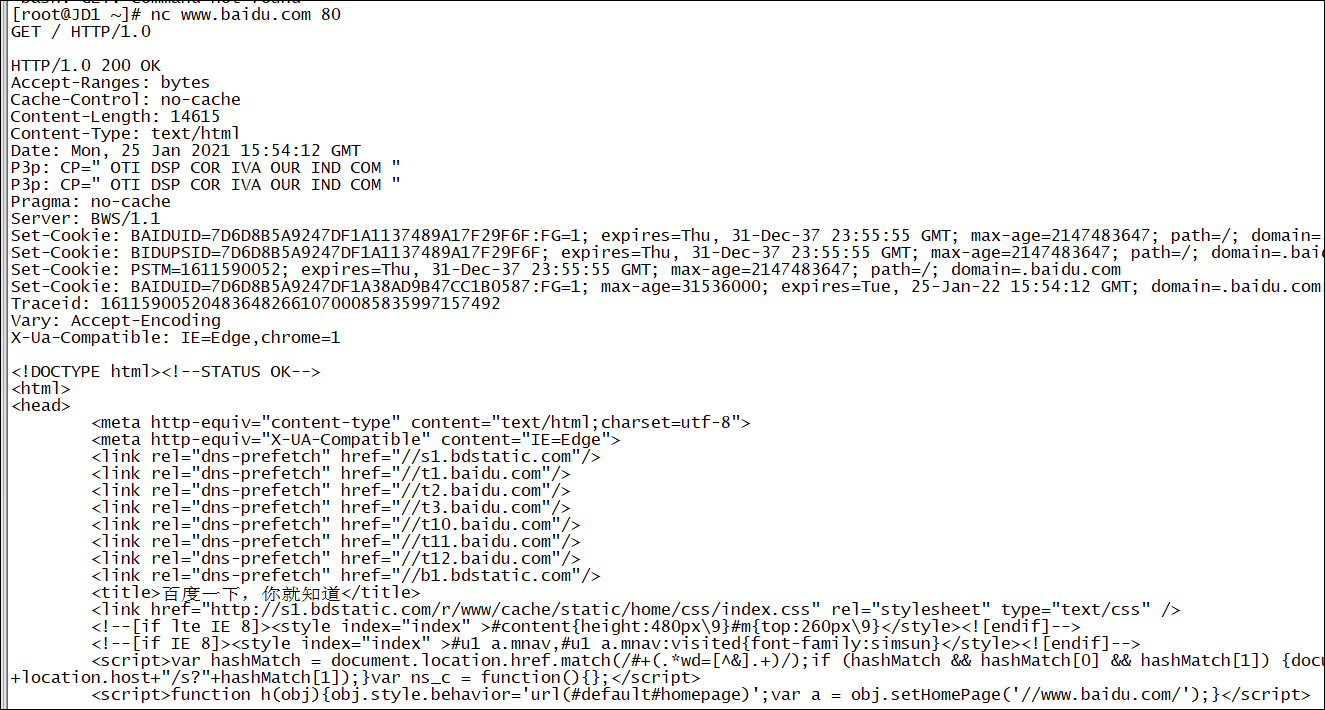 -bash: GET: command not found
[root@JD1 ~]# nc www.baidu.com 80
GET / HTTP/1.0
HTTP/1.0 200 OK
Accept-Ranges: bytes
Cache-Control: no-cache
Content-Length: 14615
Content-Type: text/html
Date: Mon, 25 Jan 2021 15:54:12 GMT
P3p: CP=" OTI DSP COR IVA OUR IND COM "
P3p: CP=" OTI DSP COR IVA OUR IND COM "
Pragma: no-cache
Server: BWS/1.1
Set-Cookie: BAIDUID=7D6D8B5A9247DF1A1137489A17F29F6F:FG=1; expires=Thu, 31-Dec-37 23:55:55 GMT; max-age=2147483647; path=/; domain=.
Set-Cookie: BIDUPSID=7D6D8B5A9247DF1A1137489A17F29F6F; expires=Thu, 31-Dec-37 23:55:55 GMT; max-age=2147483647; path=/; domain=.bai
Set-Cookie: PSTM=1611590052; expires=Thu, 31-Dec-37 23:55:55 GMT; max-age=2147483647; path=/; domain=.baidu.com
Set-Cookie: BAIDUID=7D6D8B5A9247DF1A38AD9B47CC1B0587:FG=1; max-age=31536000; expires=Tue, 25-Jan-22 15:54:12 GMT; domain=.baidu.com
Traceid: 1611590052048364826610700085835997157492
Vary: Accept-Encoding
X-Ua-Compatible: IE=Edge,chrome=1
<!DOCTYPE html><!--STATUS OK-->
<html>
<head>
<meta http-equiv="content-type" content="text/html;charset=utf-8">
<meta http-equiv="X-UA-Compatible" content="IE=Edge">
<link rel="dns-prefetch" href="//s1.bdstatic.com"/>
<link rel="dns-prefetch" href="//t1.baidu.com"/>
<link rel="dns-prefetch" href="//t2.baidu.com"/>
<link rel="dns-prefetch" href="//t3.baidu.com"/>
<link rel="dns-prefetch" href="//t10.baidu.com"/>
<link rel="dns-prefetch" href="//t11.baidu.com"/>
<link rel="dns-prefetch" href="//t12.baidu.com"/>
<link rel="dns-prefetch" href="//b1.bdstatic.com"/>
<title>百度一下，你就知道</title>
<link href="http://s1.bdstatic.com/r/www/cache/static/home/css/index.css" rel="stylesheet" type="text/css" />
<!--[if lte IE 8]><style index="index" >#content{height:480px\9}#m{top:260px\9}</style><![endif]-->
<!--[if IE 8]><style index="index" >#u1 a.mnav,#u1 a.mnav:visited{font-family:simsun}</style><![endif]-->
<script>var hashMatch = document.location.href.match(/#+(.*wd=[^&].+)/);if (hashMatch && hashMatch[0] && hashMatch[1]) {docu
+location.host+"/s?"+hashMatch[1]);}var ns_c = function(){};</script>
<script>function h(obj){obj.style.behavior='url(#default#homepage)';var a = obj.setHomePage('//www.baidu.com/');}</script>